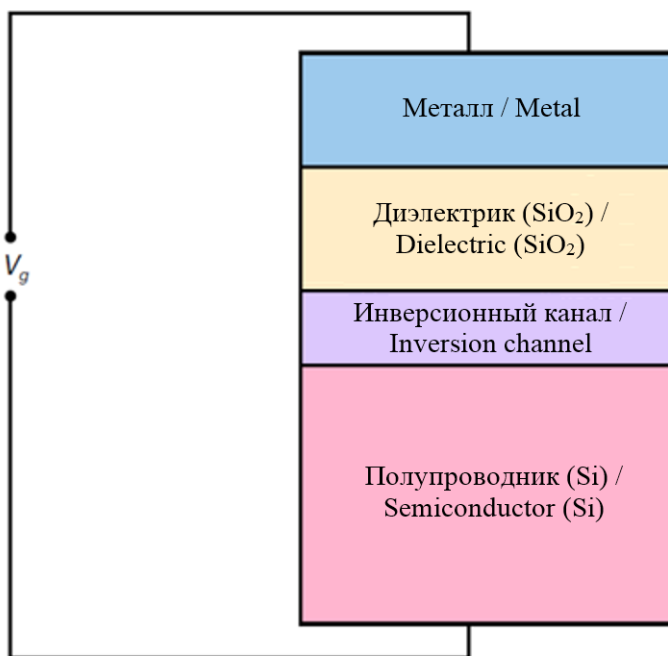 Металл / Metal
Диэлектрик (SiO₂) /
Dielectric (SiO₂)
V_g
Инверсионный канал /
Inversion channel
Полупроводник (Si) /
Semiconductor (Si)